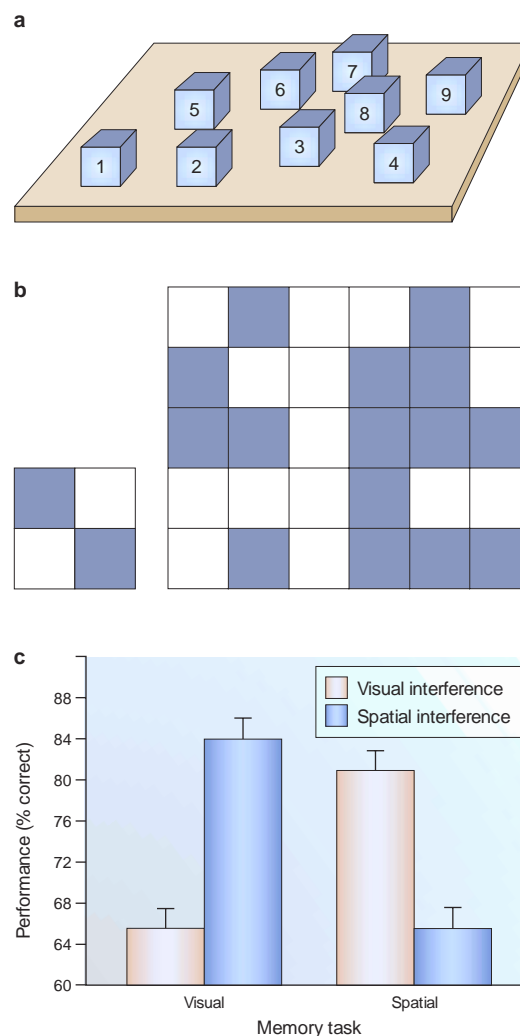 a
7
6
9
5
8
3
1
2
4
b
c
Visual interference
Spatial interference
88
84
80
76
72
68
64
60
Performance (% correct)
Visual
Spatial
Memory task